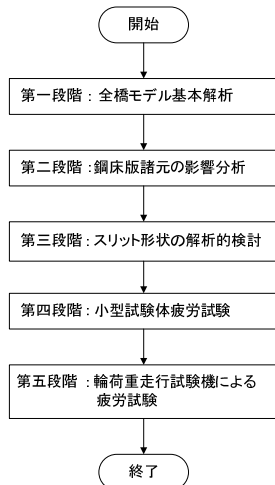 開始
第一段階：全橋モデル基本解析
第二段階：鋼床版諸元の影響分析
第三段階：スリット形状の解析的検討
第四段階：小型試験体疲労試験
第五段階：輪荷重走行試験機による
疲労試験
終了